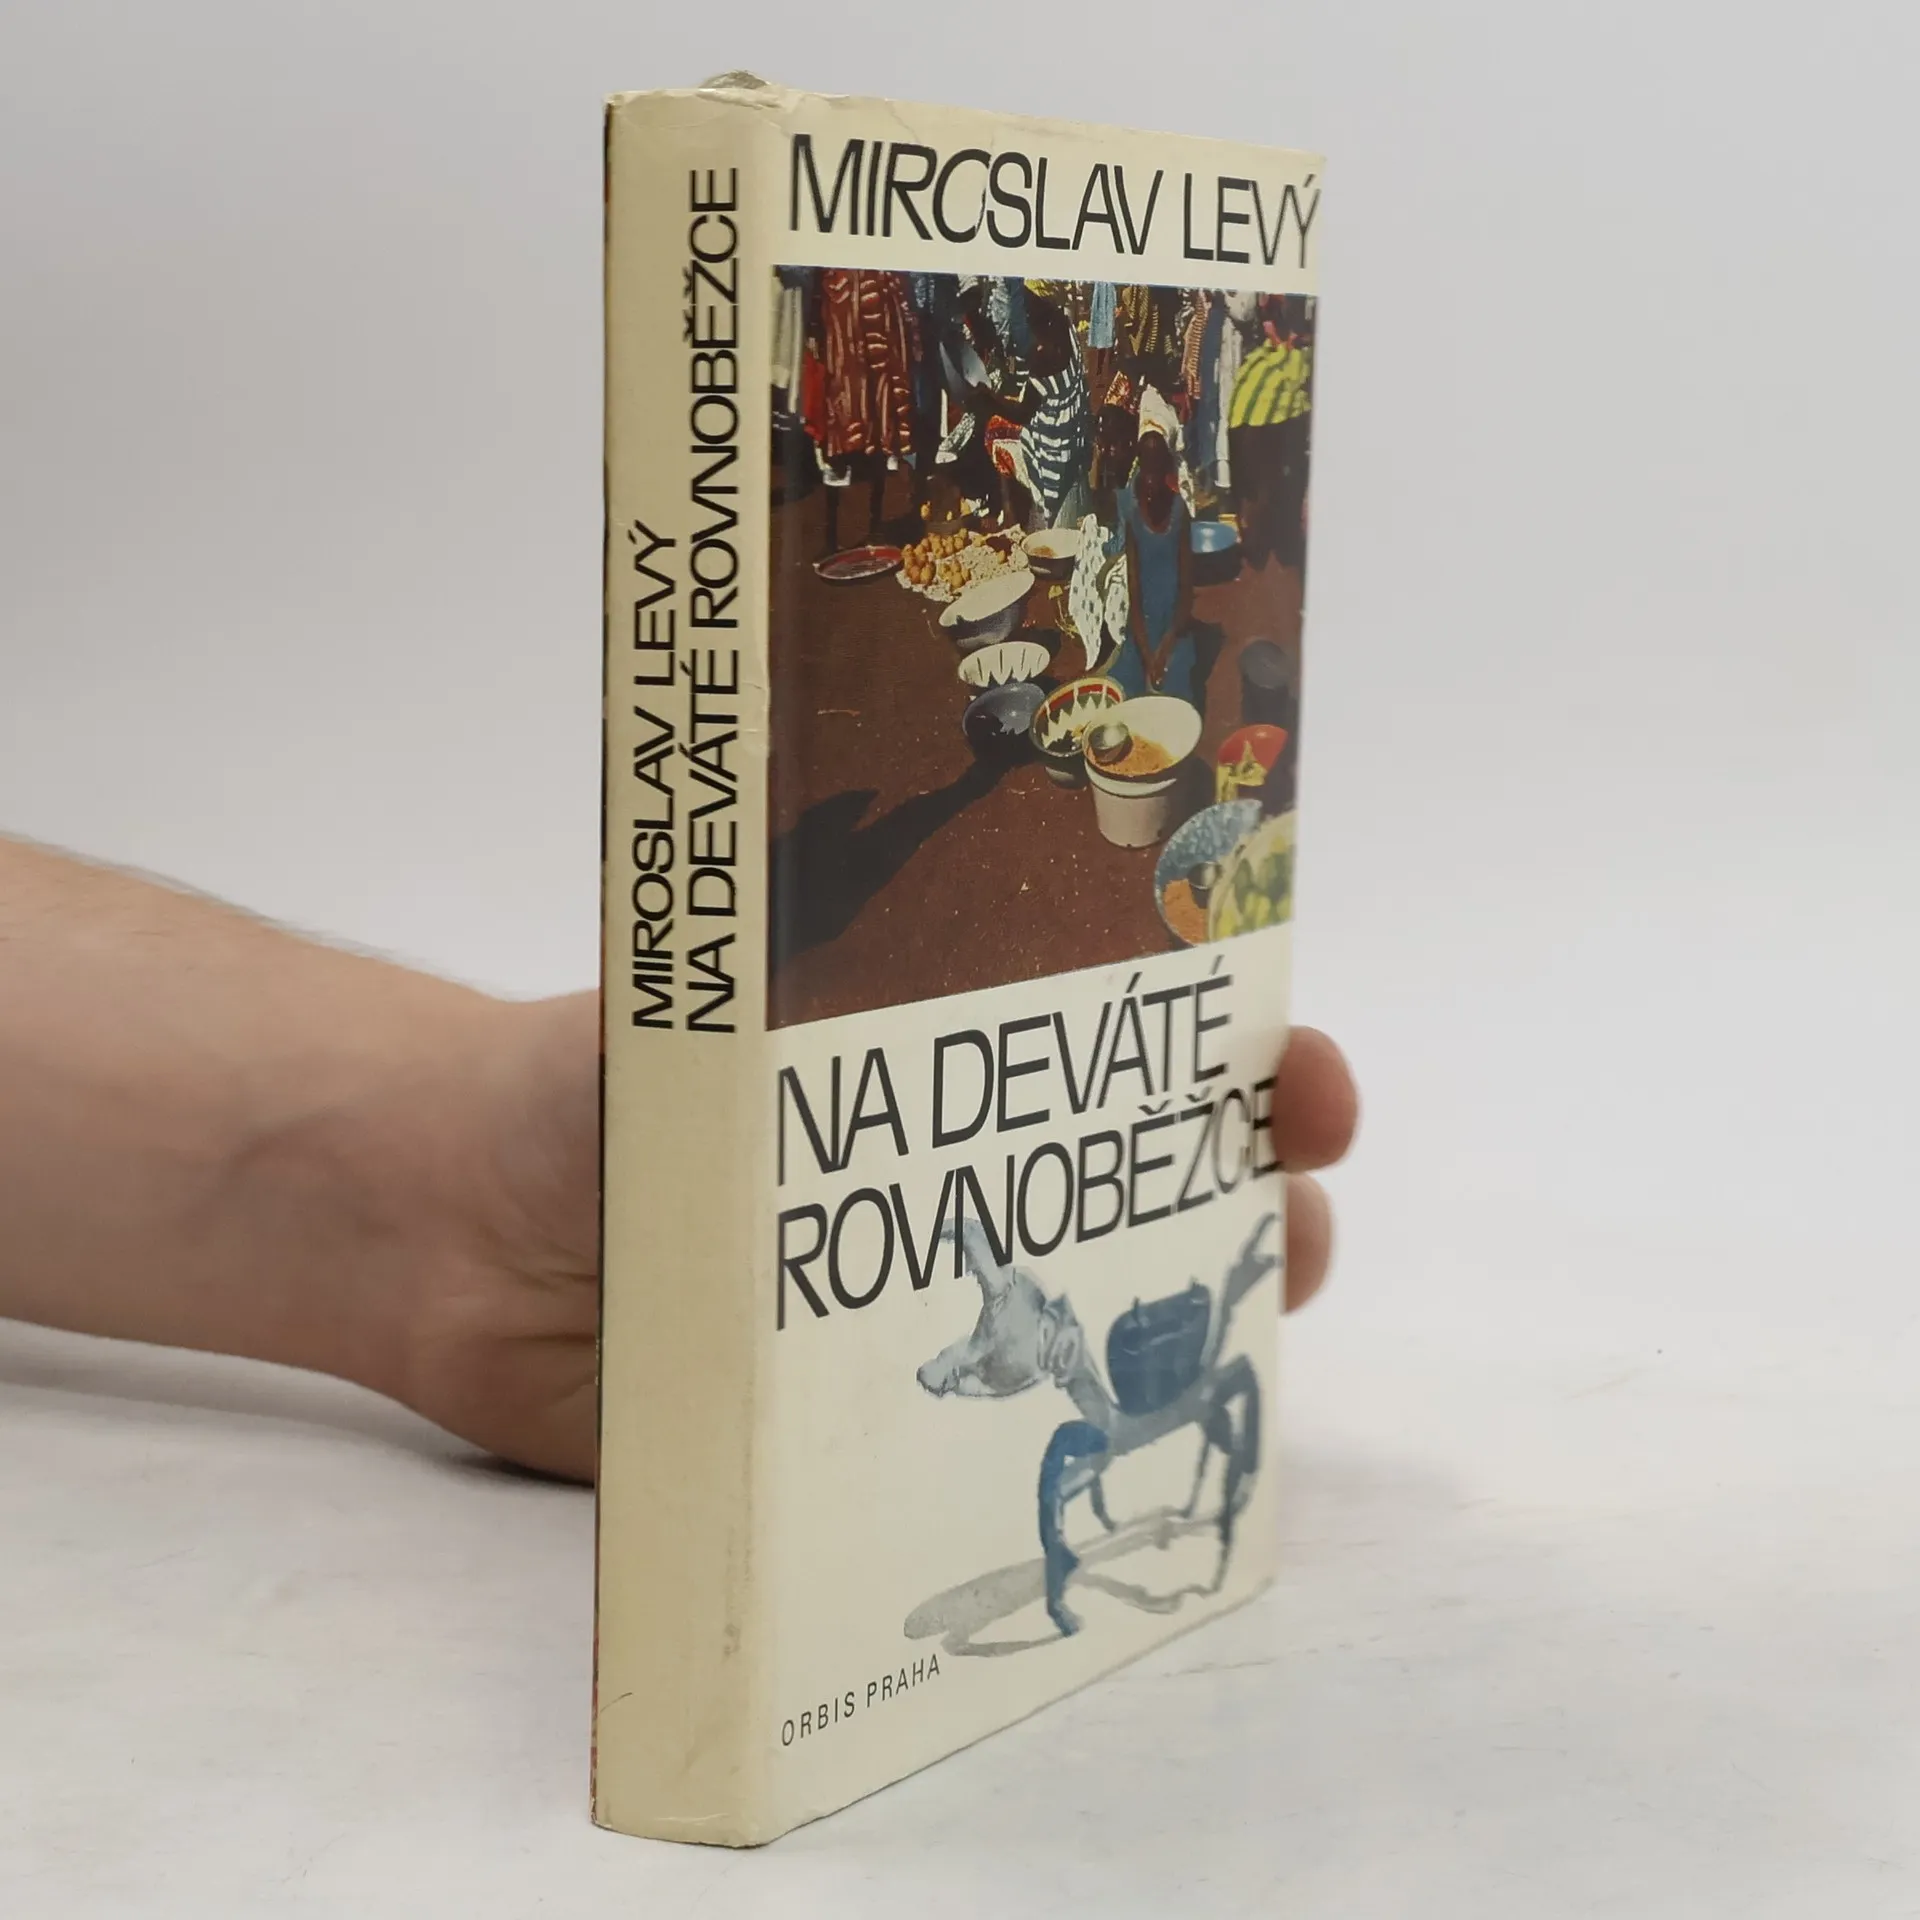 MIROSLAV LEVÝ
NA DEVÁTÉ ROVNOBĚŽCE
MIROSLAV LEVÝ
NA DEVÁTÉ
ROVNOBĚŽCE
ORBIS PRAHA